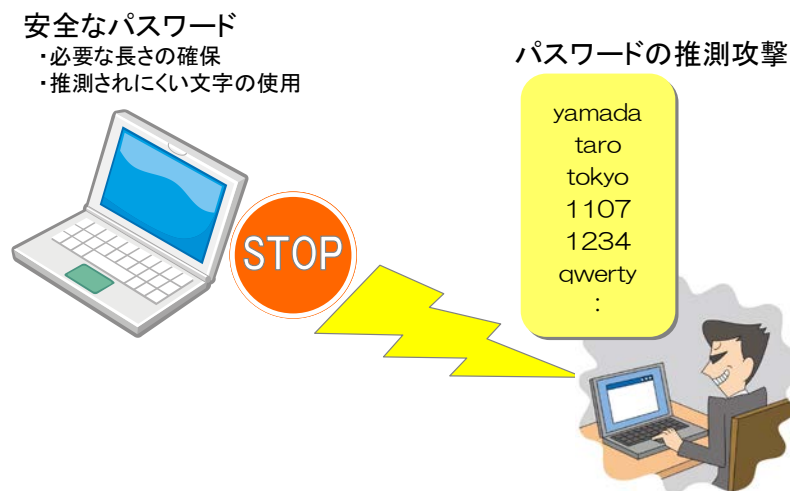 安全なパスワード
・必要な長さの確保
・推測されにくい文字の使用
パスワードの推測攻撃
yamada
taro
tokyo
1107
1234
qwerty
:
STOP